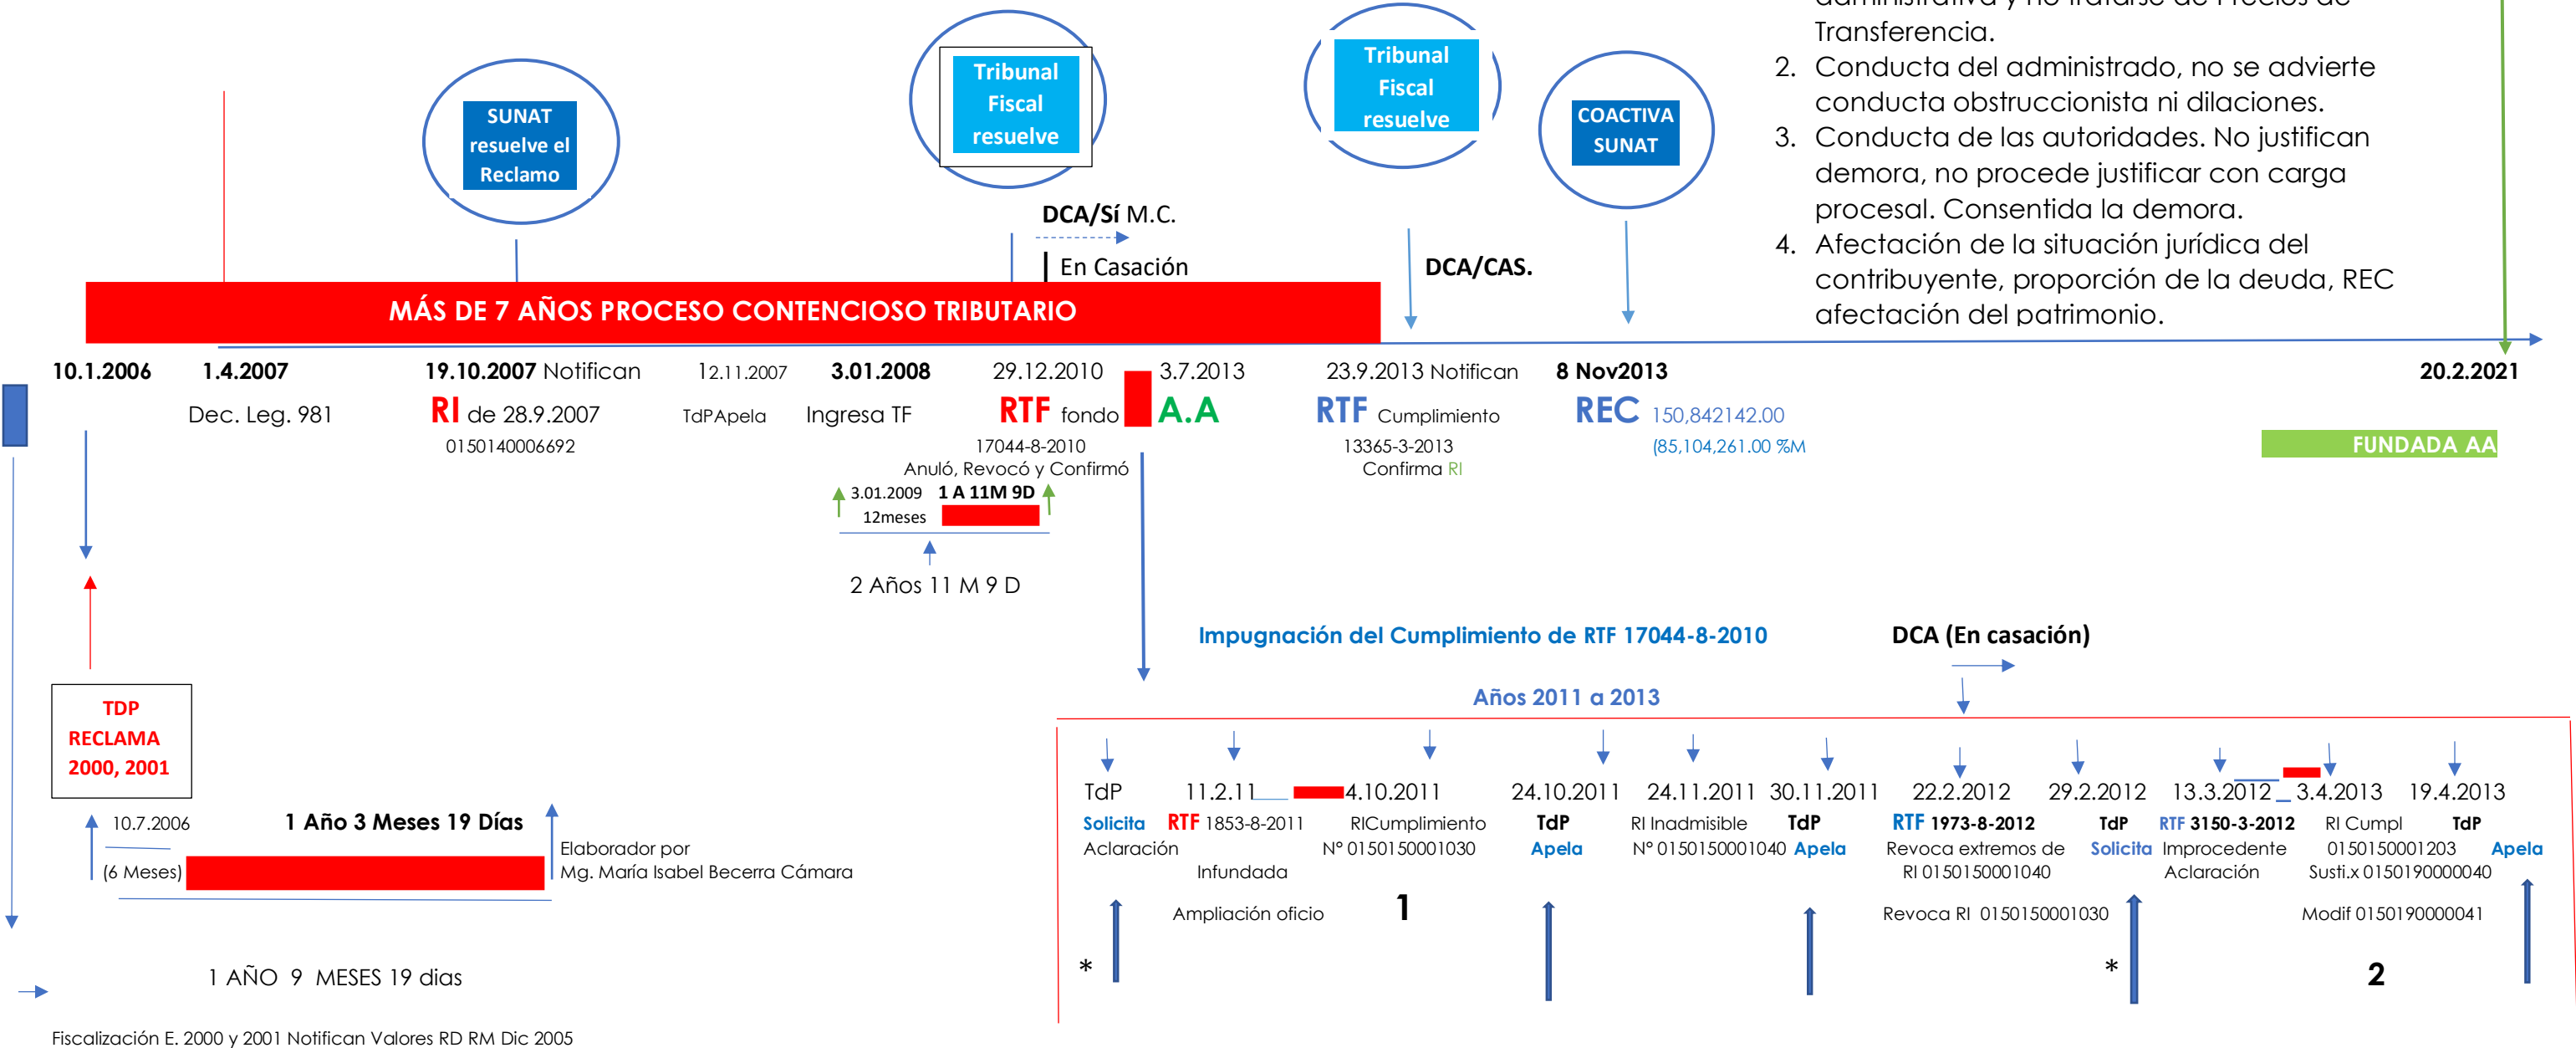 administrativa y no tratarse de Precios de
Transferencia.
2. Conducta del administrado, no se advierte
conducta obstruccionista ni dilaciones.
3. Conducta de las autoridades. No justifican
demora, no procede justificar con carga
procesal. Consentida la demora.
4. Afectación de la situación jurídica del
contribuyente, proporción de la deuda, REC
afectación del patrimonio.
SUNAT
resuelve el
Reclamo
Tribunal
Fiscal
resuelve
Tribunal
Fiscal
resuelve
COACTIVA
SUNAT
DCA/Sí M.C.
En Casación
DCA/CAS.
MÁS DE 7 AÑOS PROCESO CONTENCIOSO TRIBUTARIO
10.1.2006
1.4.2007
Dec. Leg. 981
19.10.2007 Notifican
RI de 28.9.2007
0150140006692
12.11.2007
TdPApela
3.01.2008
Ingresa TF
29.12.2010
RTF fondo
17044-8-2010
Anuló, Revocó y Confirmó
3.7.2013
A.A
23.9.2013 Notifican
RTF Cumplimiento
13365-3-2013
Confirma RI
8 Nov2013
REC 150,842142.00
(85,104,261.00 %M
20.2.2021
FUNDADA AA
3.01.2009 1 A 11M 9D
12meses
2 Años 11 M 9 D
TDP
RECLAMA
2000, 2001
10.7.2006
1 Año 3 Meses 19 Días
(6 Meses)
Elaborador por
Mg. María Isabel Becerra Cámara
1 AÑO 9 MESES 19 dias
Fiscalización E. 2000 y 2001 Notifican Valores RD RM Dic 2005
Impugnación del Cumplimiento de RTF 17044-8-2010
DCA (En casación)
Años 2011 a 2013
TdP
Solicita
Aclaración
*
11.2.11
RTF 1853-8-2011
Infundada
Ampliación oficio
4.10.2011
RICumplimiento
N° 0150150001030
1
24.10.2011
TdP
Apela
24.11.2011
RI Inadmisible
N° 0150150001040
30.11.2011
TdP
Apela
22.2.2012
RTF 1973-8-2012
Revoca extremos de
RI 0150150001040
Revoca RI 0150150001030
29.2.2012
TdP
Solicita
*
13.3.2012
RTF 3150-3-2012
Improcedente
Aclaración
3.4.2013
RI Cumpl
0150150001203
Susti.x 0150190000040
Modif 0150190000041
2
19.4.2013
TdP
Apela